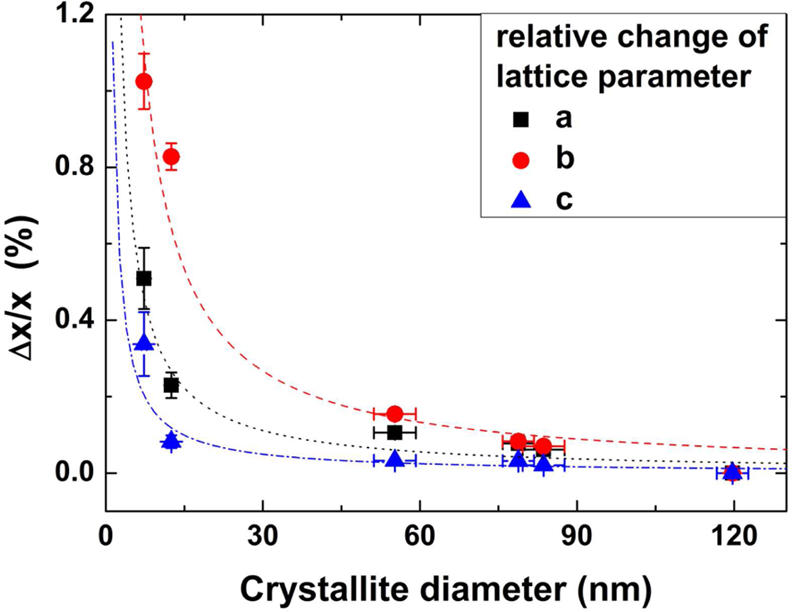 relative change of
lattice parameter
a
b
c
1.2
0.8
0.4
0.0
Δx/x (%)
0 30 60 90 120
Crystallite diameter (nm)